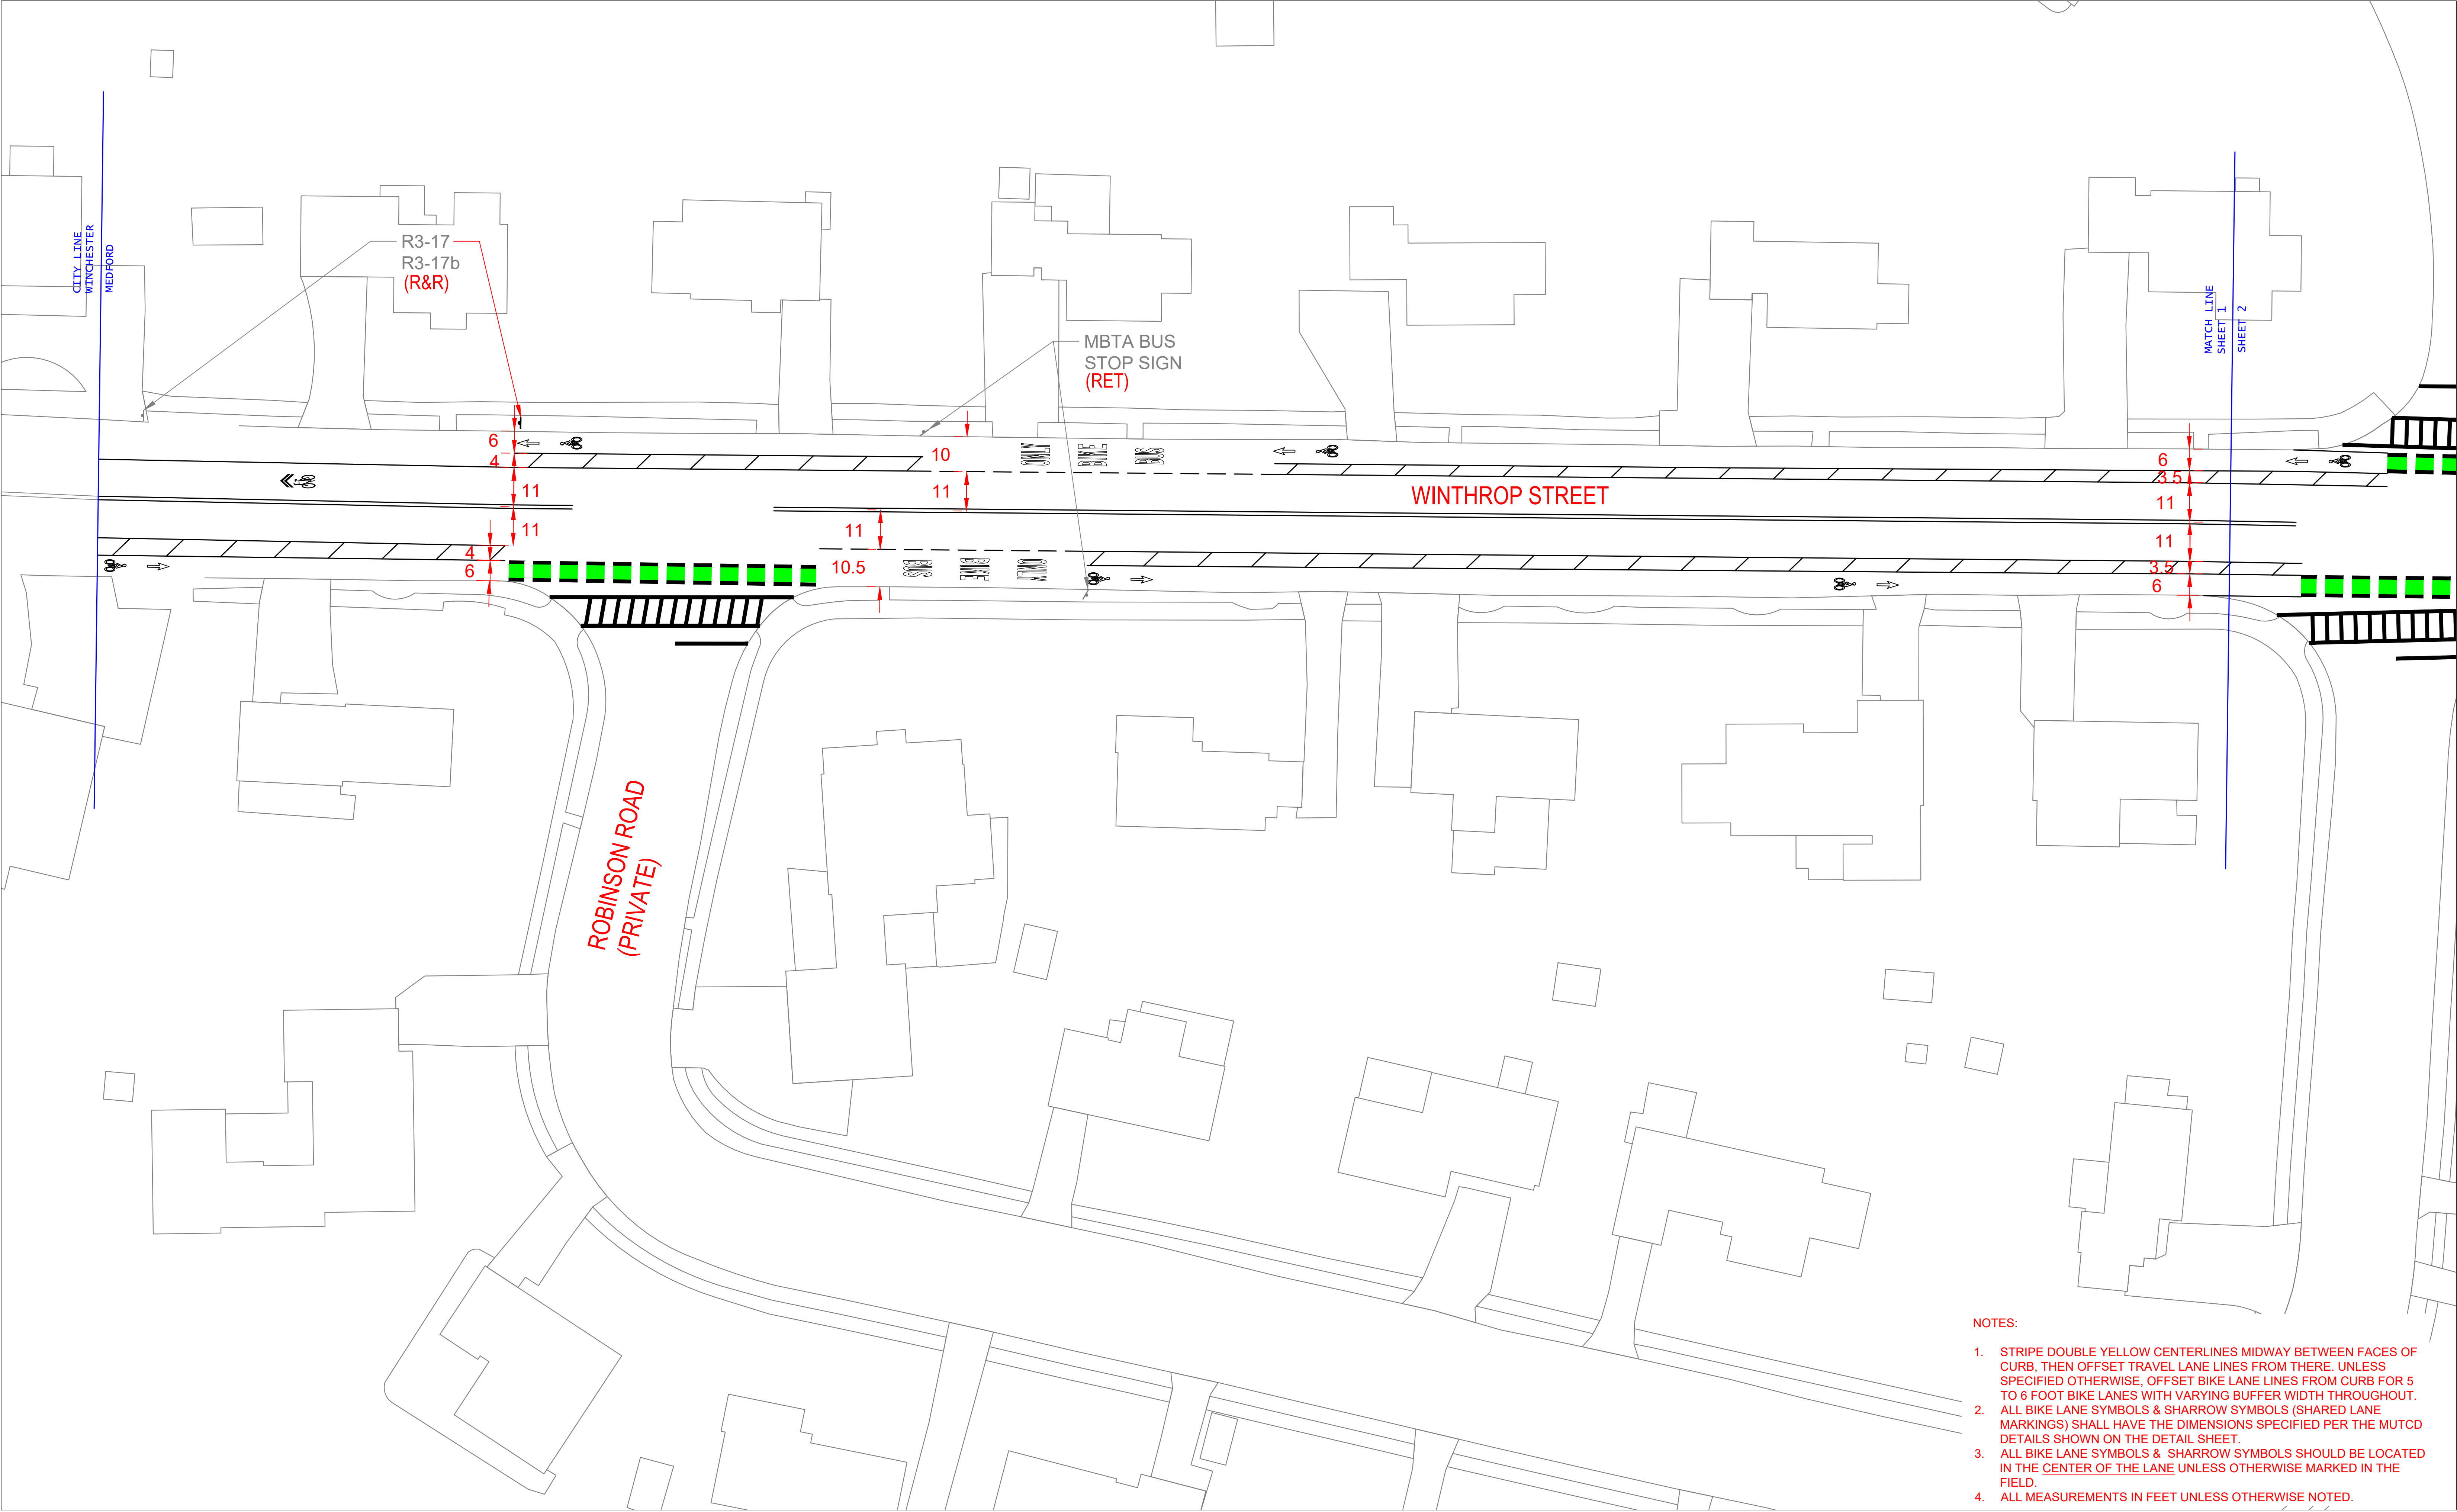 CITY LINE
WINCHESTER
MEDFORD
R3-17
R3-17b
(R&R)
MBTA BUS
STOP SIGN
(RET)
MATCH LINE
SHEET 1
SHEET 2
6
4
11
11
4
6
10
11
11
10.5
ONLY
BIKE
BUS
BUS
BIKE
ONLY
WINTHROP STREET
6
3.5
11
11
3.5
6
ROBINSON ROAD
(PRIVATE)
NOTES:
1. STRIPE DOUBLE YELLOW CENTERLINES MIDWAY BETWEEN FACES OF
CURB, THEN OFFSET TRAVEL LANE LINES FROM THERE. UNLESS
SPECIFIED OTHERWISE, OFFSET BIKE LANE LINES FROM CURB FOR 5
TO 6 FOOT BIKE LANES WITH VARYING BUFFER WIDTH THROUGHOUT.
2. ALL BIKE LANE SYMBOLS & SHARROW SYMBOLS (SHARED LANE
MARKINGS) SHALL HAVE THE DIMENSIONS SPECIFIED PER THE MUTCD
DETAILS SHOWN ON THE DETAIL SHEET.
3. ALL BIKE LANE SYMBOLS & SHARROW SYMBOLS SHOULD BE LOCATED
IN THE CENTER OF THE LANE UNLESS OTHERWISE MARKED IN THE
FIELD.
4. ALL MEASUREMENTS IN FEET UNLESS OTHERWISE NOTED.